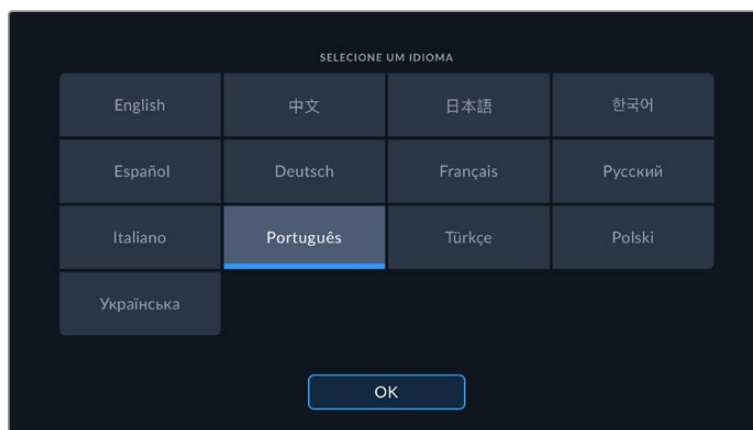 SELECIONE UM IDIOMA
English 中文 日本語 한국어
Español Deutsch Français Русский
Italiano Português Türkçe Polski
Українська
OK